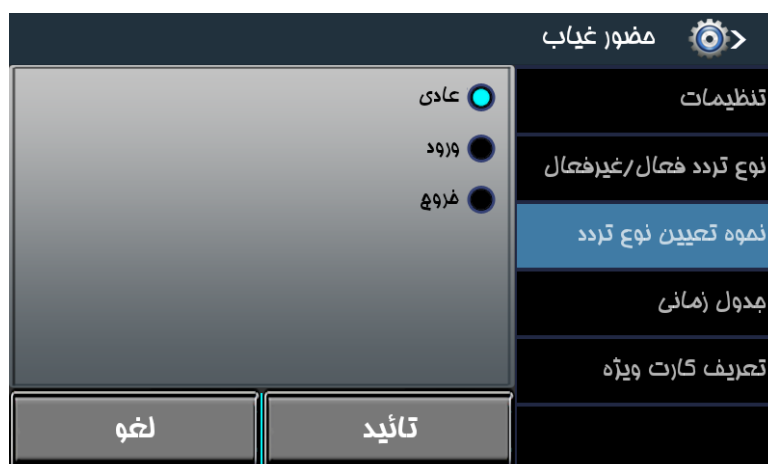 حضور غیاب
تنظیمات
نوع تردد فعال/غیرفعال
نحوه تعیین نوع تردد
جدول زمانی
تعریف کارت ویژه
عادی
ورود
خروج
تائید
لغو